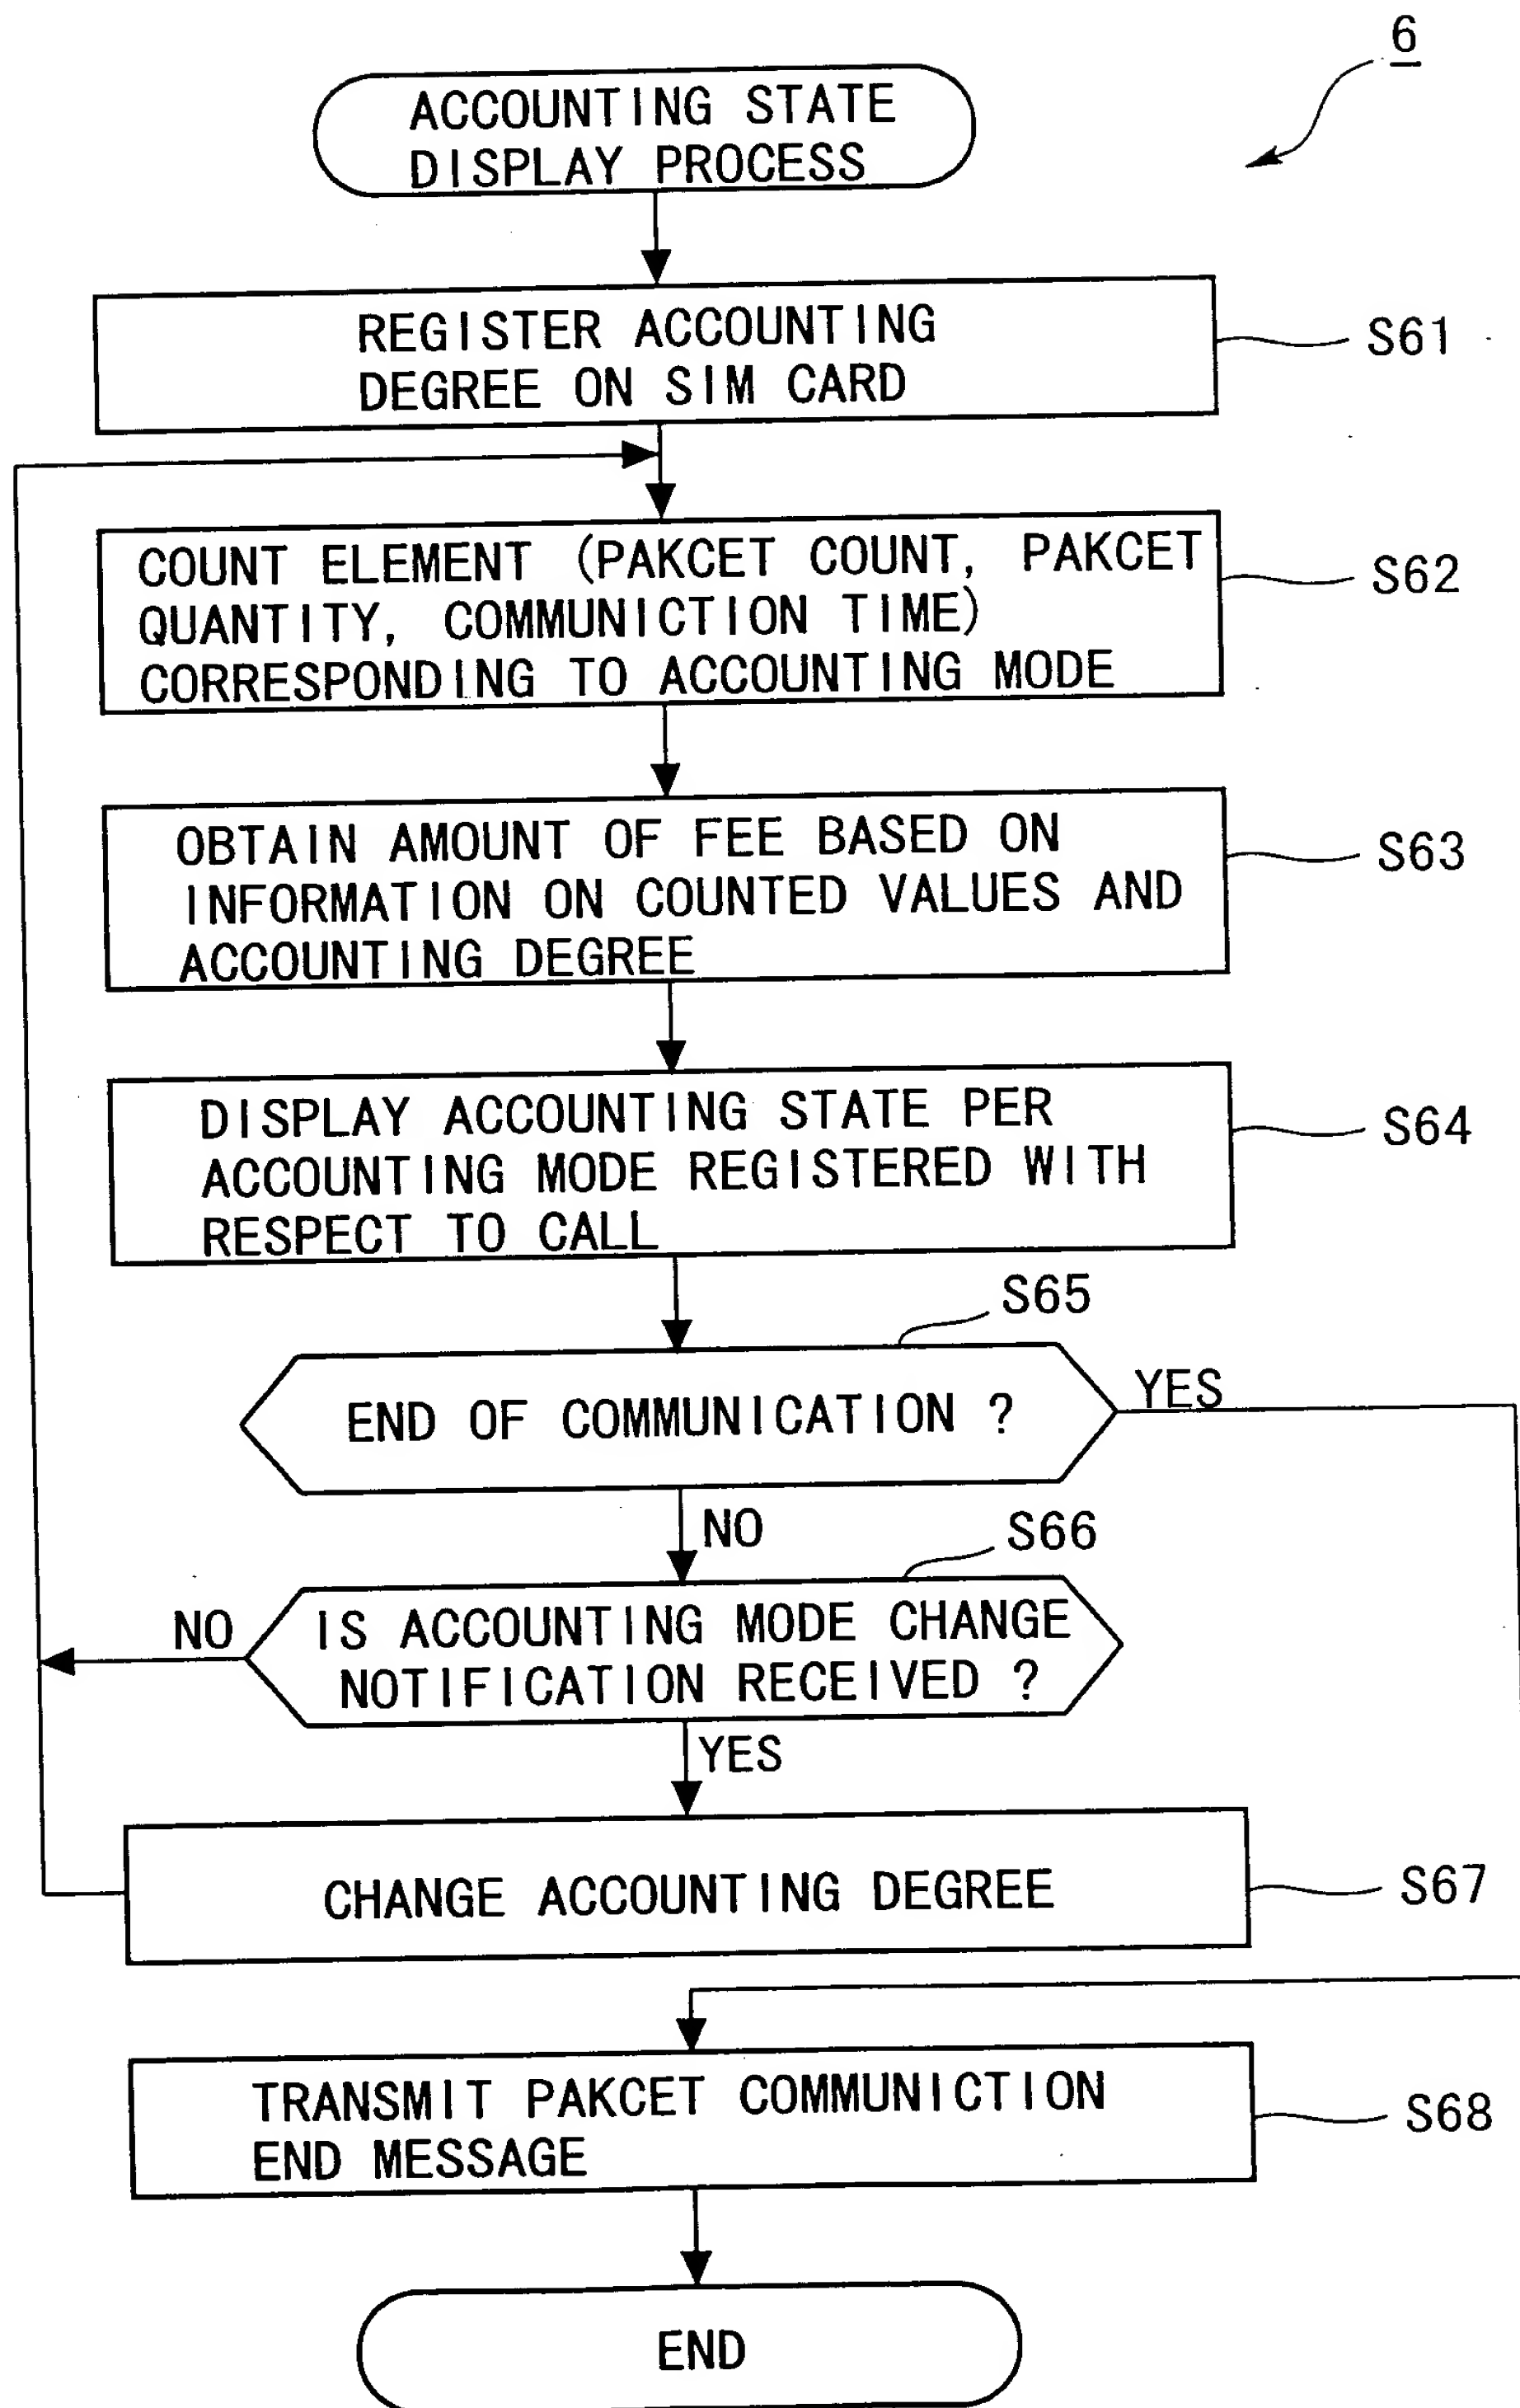 6
ACCOUNTING STATE
DISPLAY PROCESS
REGISTER ACCOUNTING
DEGREE ON SIM CARD
S61
COUNT ELEMENT (PAKCET COUNT, PAKCET
QUANTITY, COMMUNICTION TIME)
CORRESPONDING TO ACCOUNTING MODE
S62
OBTAIN AMOUNT OF FEE BASED ON
INFORMATION ON COUNTED VALUES AND
ACCOUNTING DEGREE
S63
DISPLAY ACCOUNTING STATE PER
ACCOUNTING MODE REGISTERED WITH
RESPECT TO CALL
S64
S65
END OF COMMUNICATION ?
YES
NO
S66
NO
IS ACCOUNTING MODE CHANGE
NOTIFICATION RECEIVED ?
YES
CHANGE ACCOUNTING DEGREE
S67
TRANSMIT PAKCET COMMUNICTION
END MESSAGE
S68
END